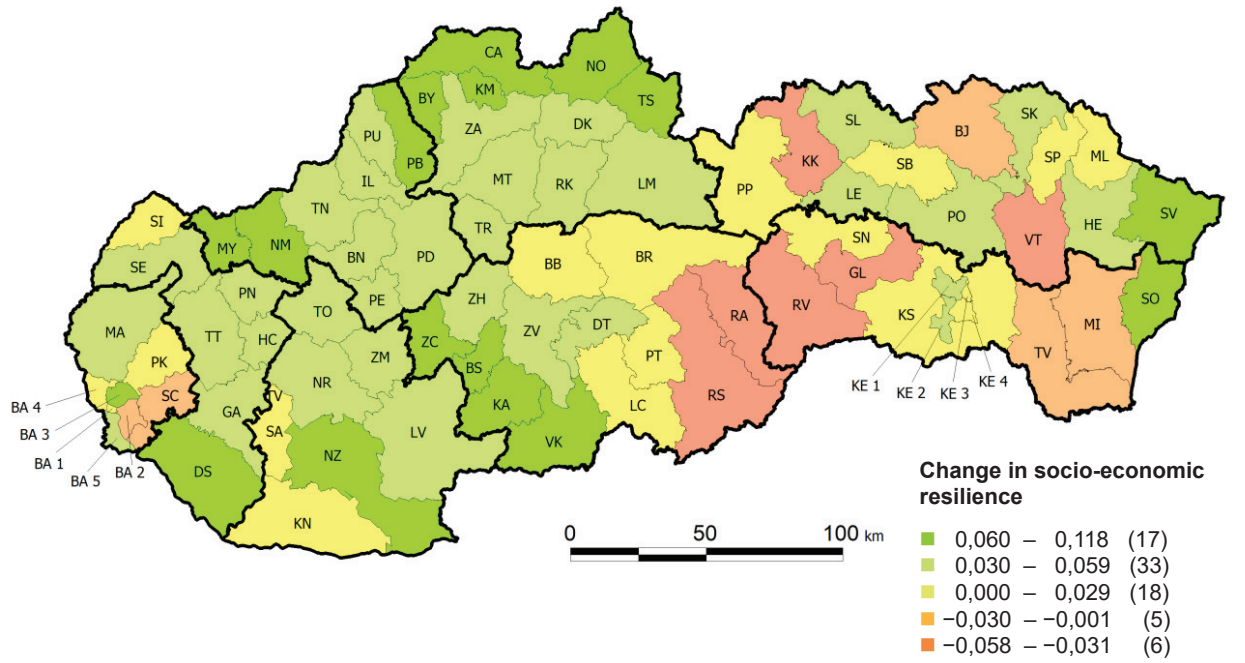 CA
NO
BY
KM
TS
PU
ZA
DK
PB
IL
MT
RK
LM
TN
TR
SI
MY
NM
BN
PD
SE
PN
PE
TO
MA
TT
HC
PK
NR
ZM
SC
GA
SA
LV
NZ
DS
KN
BB
BR
ZH
ZC
ZV
DT
BS
KA
VK
PT
LC
RA
RS
SL
BJ
SK
KK
SB
SP
ML
PP
LE
PO
HE
SV
VT
SN
GL
RV
KS
SO
MI
TV
BA 4
BA 3
BA 1
BA 5
BA 2
KE 1
KE 2
KE 3
KE 4
0 50 100 km
Change in socio-economic
resilience
0,060 – 0,118 (17)
0,030 – 0,059 (33)
0,000 – 0,029 (18)
−0,030 – −0,001 (5)
−0,058 – −0,031 (6)